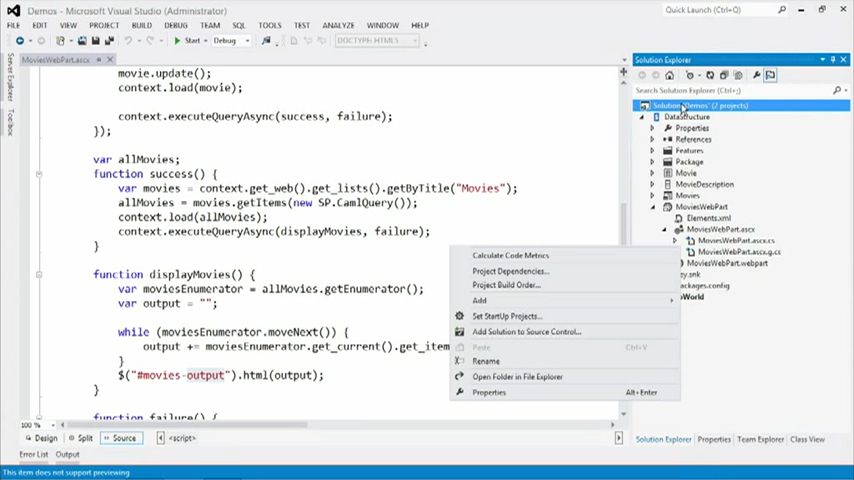 Demos - Microsoft Visual Studio (Administrator)
Quick Launch (Ctrl+Q)
FILE EDIT VIEW PROJECT BUILD DEBUG TEAM SQL TOOLS TEST ANALYZE WINDOW HELP
Start Debug DOCTYPE: HTML5
MoviesWebPart.ascx
Server Explorer
Toolbox
movie.update();
context.load(movie);
context.executeQueryAsync(success, failure);
});
var allMovies;
function success() {
var movies = context.get_web().get_lists().getByTitle("Movies");
allMovies = movies.getItems(new SP.CamlQuery());
context.load(allMovies);
context.executeQueryAsync(displayMovies, failure);
}
function displayMovies() {
var moviesEnumerator = allMovies.getEnumerator();
var output = "";
while (moviesEnumerator.moveNext()) {
output += moviesEnumerator.get_current().get_item
}
$("#movies-output").html(output);
}
function failure() {
100 %
Design Split Source <script>
Error List Output
This item does not support previewing
Calculate Code Metrics
Project Dependencies...
Project Build Order...
Add
Set StartUp Projects...
Add Solution to Source Control...
Paste Ctrl+V
Rename
Open Folder in File Explorer
Properties Alt+Enter
Solution Explorer
Search Solution Explorer (Ctrl+;)
Solution 'Demos' (2 projects)
DataStructure
Properties
References
Features
Package
Movie
MovieDescription
Movies
MoviesWebPart
Elements.xml
MoviesWebPart.ascx
MoviesWebPart.ascx.cs
MoviesWebPart.ascx.g.cs
MoviesWebPart.webpart
ey.snk
ackages.config
World
Solution Explorer Properties Team Explorer Class View